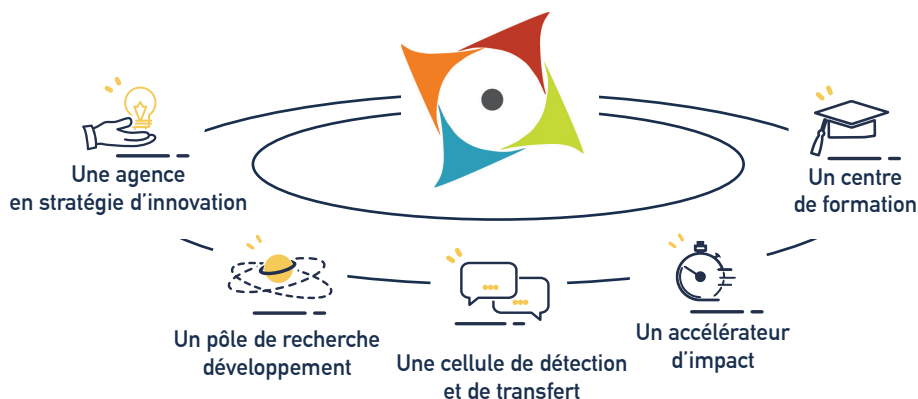 Une agence
en stratégie d’innovation
Un pôle de recherche
développement
Une cellule de détection
et de transfert
Un accélérateur
d’impact
Un centre
de formation